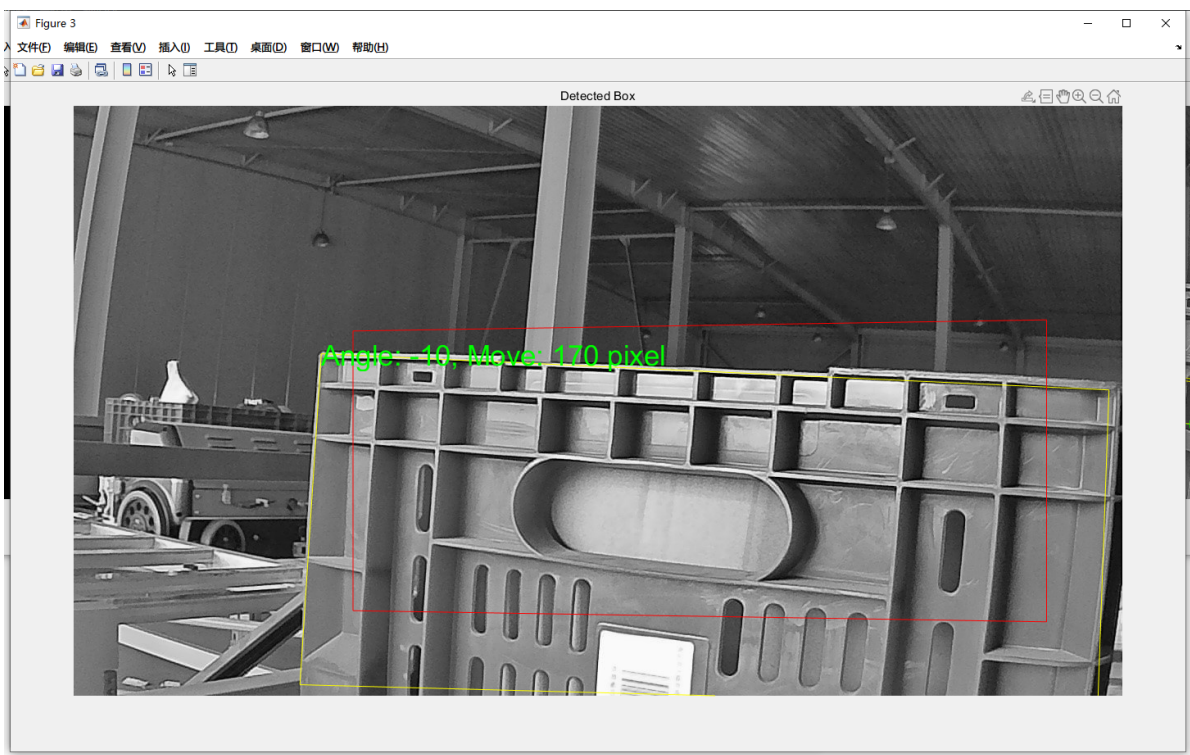 Figure 3
文件(F) 编辑(E) 查看(V) 插入(I) 工具(T) 桌面(D) 窗口(W) 帮助(H)
Detected Box
Angle: -10, Move: 170 pixel